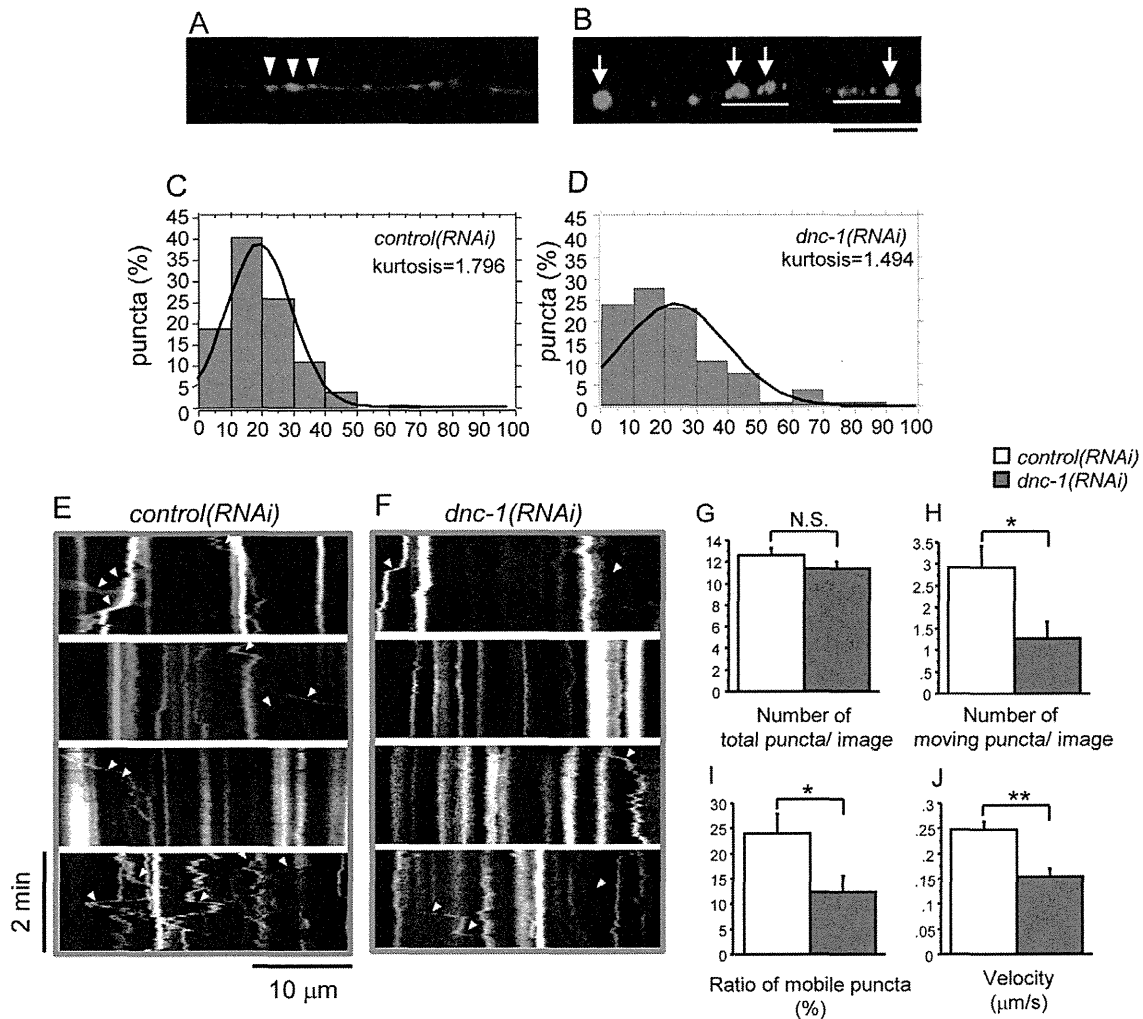 A
B
C
D
45
40
35
30
25
20
15
10
5
0
puncta (%)
control(RNAi)
kurtosis=1.796
0 10 20 30 40 50 60 70 80 90 100
45
40
35
30
25
20
15
10
5
0
puncta (%)
dnc-1(RNAi)
kurtosis=1.494
0 10 20 30 40 50 60 70 80 90 100
control(RNAi)
dnc-1(RNAi)
E
control(RNAi)
F
dnc-1(RNAi)
2 min
10 μm
G
N.S.
14
12
10
8
6
4
2
0
Number of
total puncta/ image
H
*
3.5
3
2.5
2
1.5
1
0.5
0
Number of
moving puncta/ image
I
*
30
25
20
15
10
5
0
Ratio of mobile puncta
(%)
J
**
.3
.25
.2
.15
.1
.05
0
Velocity
(μm/s)